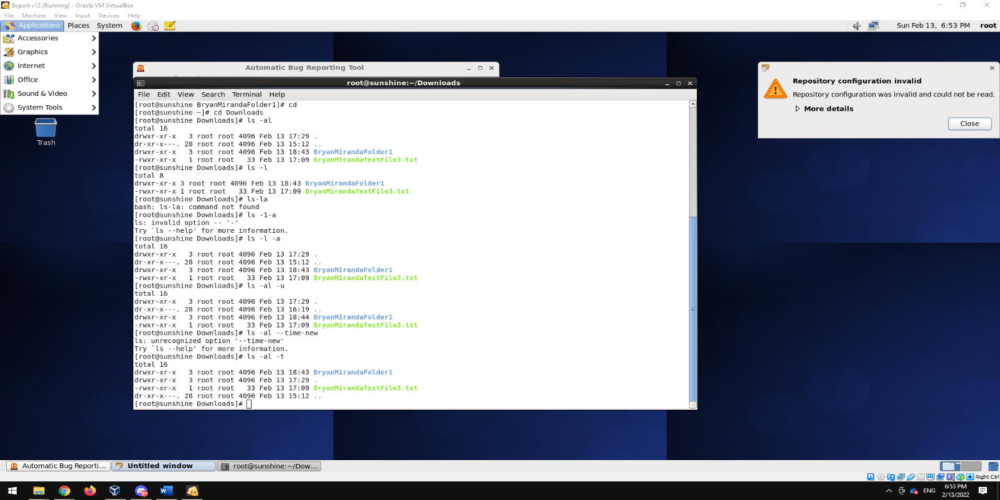 Export v12 [Running] - Oracle VM VirtualBox
File Machine View Input Devices Help
Applications Places System
Sun Feb 13, 6:53 PM root
Accessories
Graphics
Internet
Office
Sound & Video
System Tools
Trash
Automatic Bug Reporting Tool
root@sunshine:~/Downloads
File Edit View Search Terminal Help
[root@sunshine BryanMirandaFolder1]# cd
[root@sunshine ~]# cd Downloads
[root@sunshine Downloads]# ls -al
total 16
drwxr-xr-x   3 root root 4096 Feb 13 17:29 .
dr-xr-x---. 28 root root 4096 Feb 13 15:12 ..
drwxr-xr-x   3 root root 4096 Feb 13 18:43 BryanMirandaFolder1
-rwxr-xr-x   1 root root   33 Feb 13 17:09 BryanMirandaTextFile3.txt
[root@sunshine Downloads]# ls -l
total 8
drwxr-xr-x 3 root root 4096 Feb 13 18:43 BryanMirandaFolder1
-rwxr-xr-x 1 root root   33 Feb 13 17:09 BryanMirandaTextFile3.txt
[root@sunshine Downloads]# ls-la
bash: ls-la: command not found
[root@sunshine Downloads]# ls -1-a
ls: invalid option -- '-'
Try `ls --help' for more information.
[root@sunshine Downloads]# ls -l -a
total 16
drwxr-xr-x   3 root root 4096 Feb 13 17:29 .
dr-xr-x---. 28 root root 4096 Feb 13 15:12 ..
drwxr-xr-x   3 root root 4096 Feb 13 18:43 BryanMirandaFolder1
-rwxr-xr-x   1 root root   33 Feb 13 17:09 BryanMirandaTextFile3.txt
[root@sunshine Downloads]# ls -al -u
total 16
drwxr-xr-x   3 root root 4096 Feb 13 17:29 .
dr-xr-x---. 28 root root 4096 Feb 13 16:19 ..
drwxr-xr-x   3 root root 4096 Feb 13 18:44 BryanMirandaFolder1
-rwxr-xr-x   1 root root   33 Feb 13 17:09 BryanMirandaTextFile3.txt
[root@sunshine Downloads]# ls -al --time-new
ls: unrecognized option '--time-new'
Try `ls --help' for more information.
[root@sunshine Downloads]# ls -al -t
total 16
drwxr-xr-x   3 root root 4096 Feb 13 18:43 BryanMirandaFolder1
drwxr-xr-x   3 root root 4096 Feb 13 17:29 .
-rwxr-xr-x   1 root root   33 Feb 13 17:09 BryanMirandaTextFile3.txt
dr-xr-x---. 28 root root 4096 Feb 13 15:12 ..
[root@sunshine Downloads]#
Repository configuration invalid
Repository configuration was invalid and could not be read.
More details
Close
Automatic Bug Reporti... Untitled window root@sunshine:~/Dow...
Right Ctrl
ENG
6:53 PM
2/13/2022